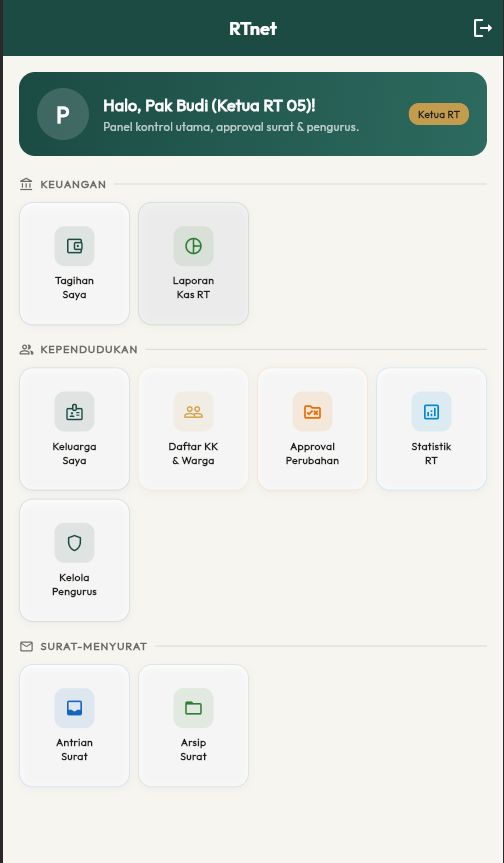 RTnet
P
Halo, Pak Budi (Ketua RT 05)!
Panel kontrol utama, approval surat & pengurus.
Ketua RT
KEUANGAN
Tagihan
Saya
Laporan
Kas RT
KEPENDUDUKAN
Keluarga
Saya
Daftar KK
& Warga
Approval
Perubahan
Statistik
RT
Kelola
Pengurus
SURAT-MENYURAT
Antrian
Surat
Arsip
Surat